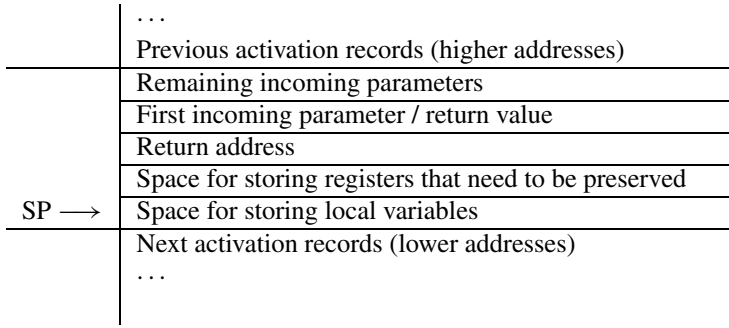 . . .
Previous activation records (higher addresses)
Remaining incoming parameters
First incoming parameter / return value
Return address
Space for storing registers that need to be preserved
SP ⟶ Space for storing local variables
Next activation records (lower addresses)
. . .